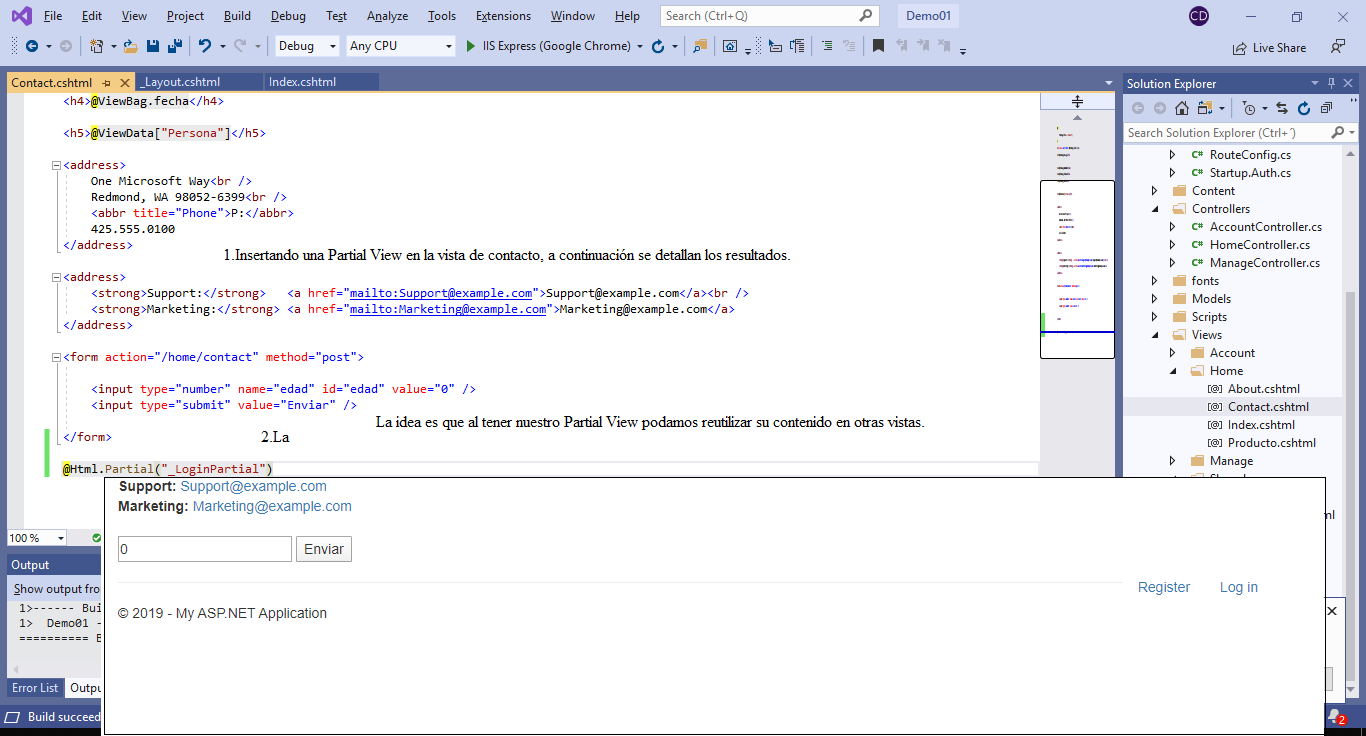 File Edit View Project Build Debug Test Analyze Tools Extensions Window Help Search (Ctrl+Q) Demo01 CD
Debug Any CPU IIS Express (Google Chrome) Live Share
Contact.cshtml _Layout.cshtml Index.cshtml
<h4>@ViewBag.fecha</h4>
<h5>@ViewData["Persona"]</h5>
<address>
One Microsoft Way<br />
Redmond, WA 98052-6399<br />
<abbr title="Phone">P:</abbr>
425.555.0100
</address>
1.Insertando una Partial View en la vista de contacto, a continuación se detallan los resultados.
<address>
<strong>Support:</strong> <a href="mailto:Support@example.com">Support@example.com</a><br />
<strong>Marketing:</strong> <a href="mailto:Marketing@example.com">Marketing@example.com</a>
</address>
<form action="/home/contact" method="post">
<input type="number" name="edad" id="edad" value="0" />
<input type="submit" value="Enviar" />
La idea es que al tener nuestro Partial View podamos reutilizar su contenido en otras vistas.
</form>
2.La
@Html.Partial("_LoginPartial")
Solution Explorer
Search Solution Explorer (Ctrl+´)
C# RouteConfig.cs
C# Startup.Auth.cs
Content
Controllers
C# AccountController.cs
C# HomeController.cs
C# ManageController.cs
fonts
Models
Scripts
Views
Account
Home
About.cshtml
Contact.cshtml
Index.cshtml
Producto.cshtml
Manage
Support: Support@example.com
Marketing: Marketing@example.com
0 Enviar
Register Log in
© 2019 - My ASP.NET Application
100 %
Output
Show output fro
1>------ Bui
1> Demo01 -
========== B
Error List Outpu
Build succeed
2